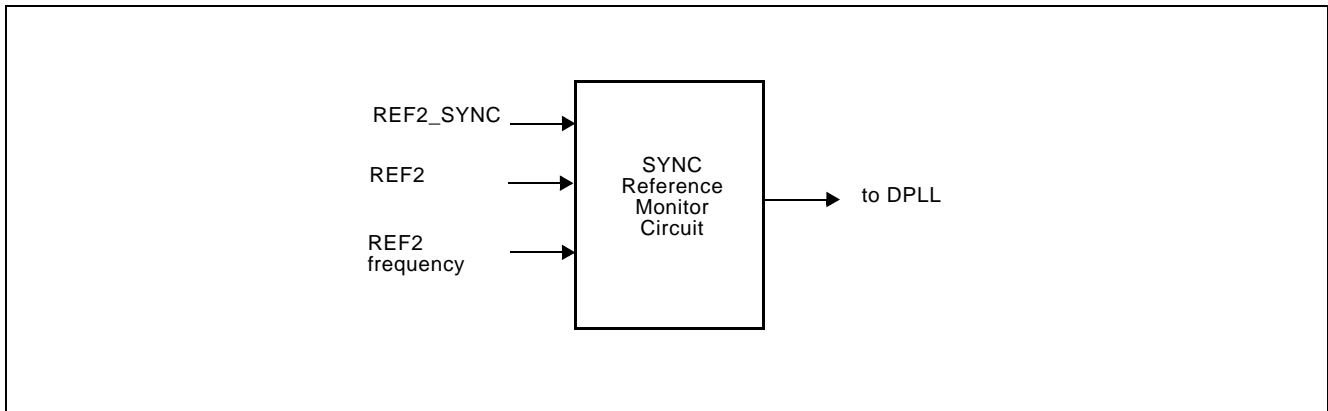 REF2_SYNC
REF2
REF2
frequency
SYNC
Reference
Monitor
Circuit
to DPLL